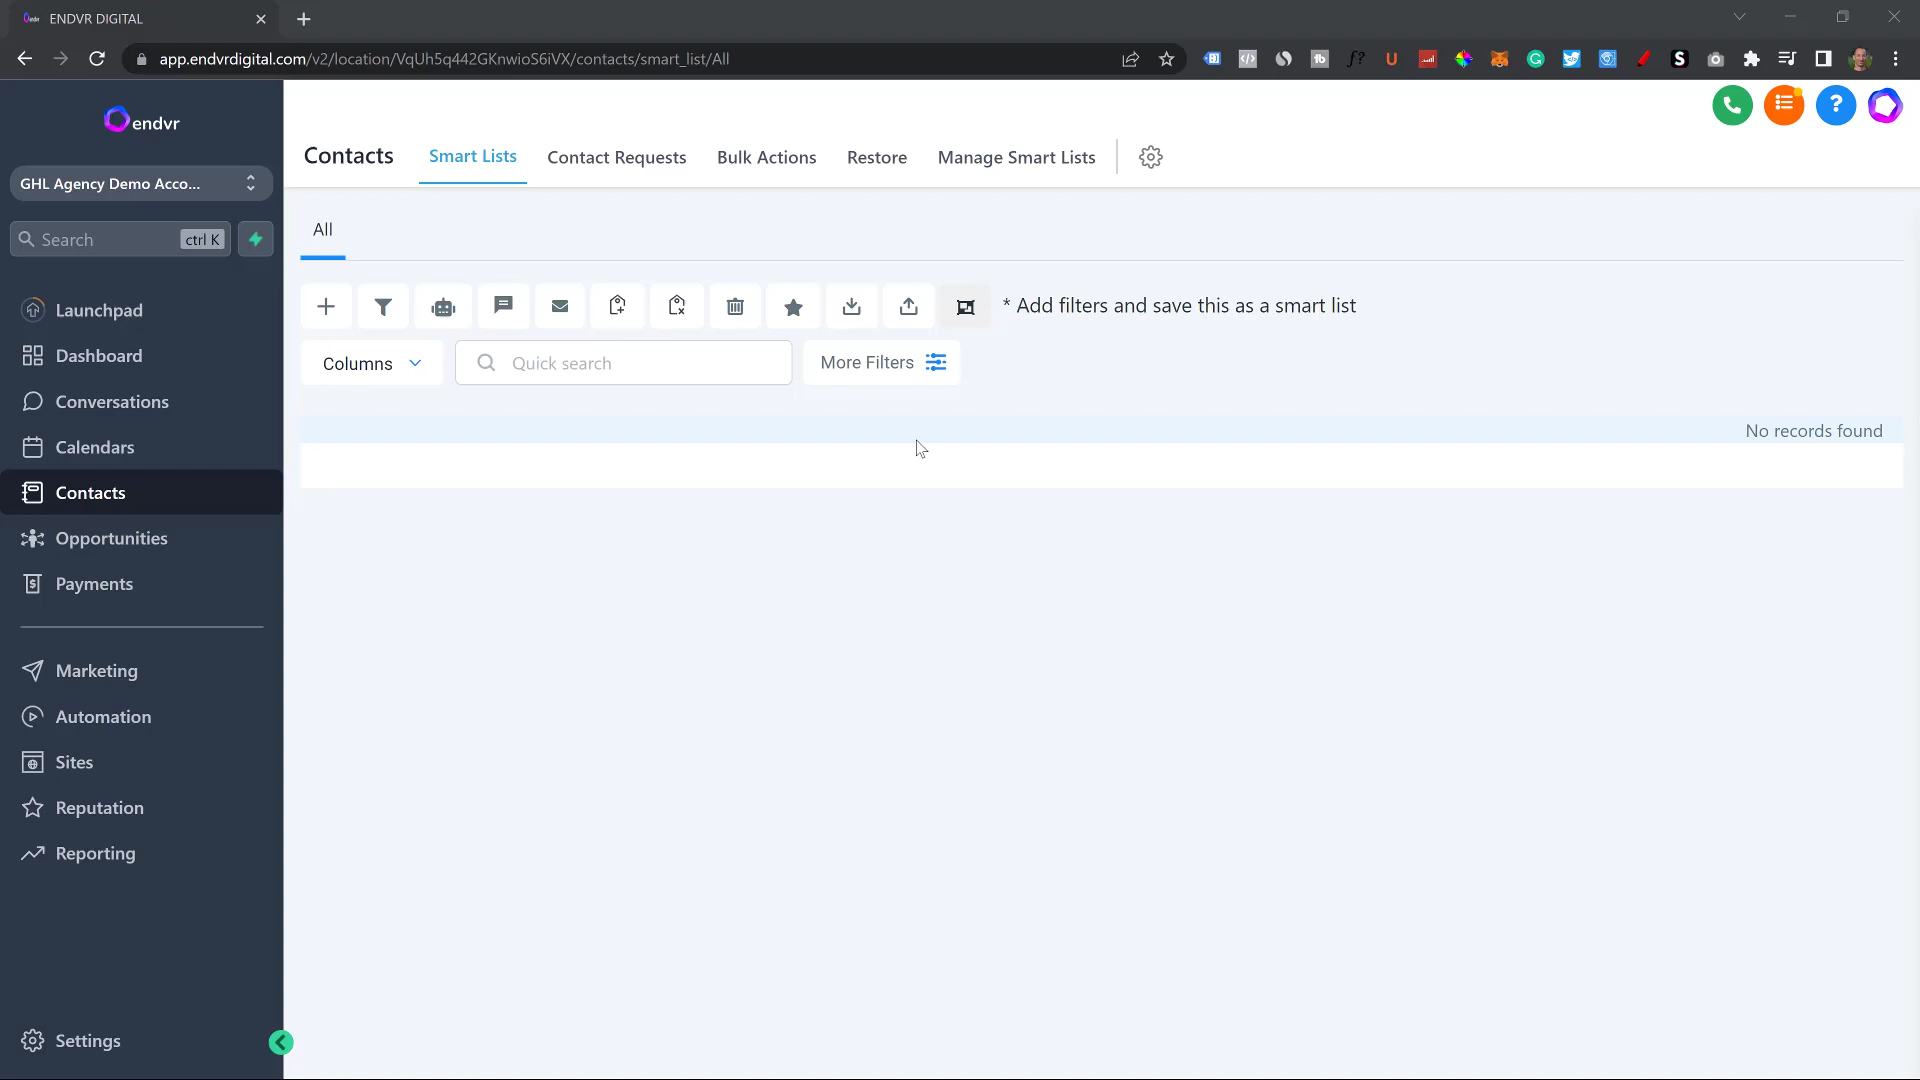 ENDVR DIGITAL
app.endvrdigital.com/v2/location/VqUh5q442GKnwioS6iVX/contacts/smart_list/All
endvr
GHL Agency Demo Acco...
Search ctrl K
Launchpad
Dashboard
Conversations
Calendars
Contacts
Opportunities
Payments
Marketing
Automation
Sites
Reputation
Reporting
Settings
Contacts Smart Lists Contact Requests Bulk Actions Restore Manage Smart Lists
All
* Add filters and save this as a smart list
Columns Quick search More Filters
No records found